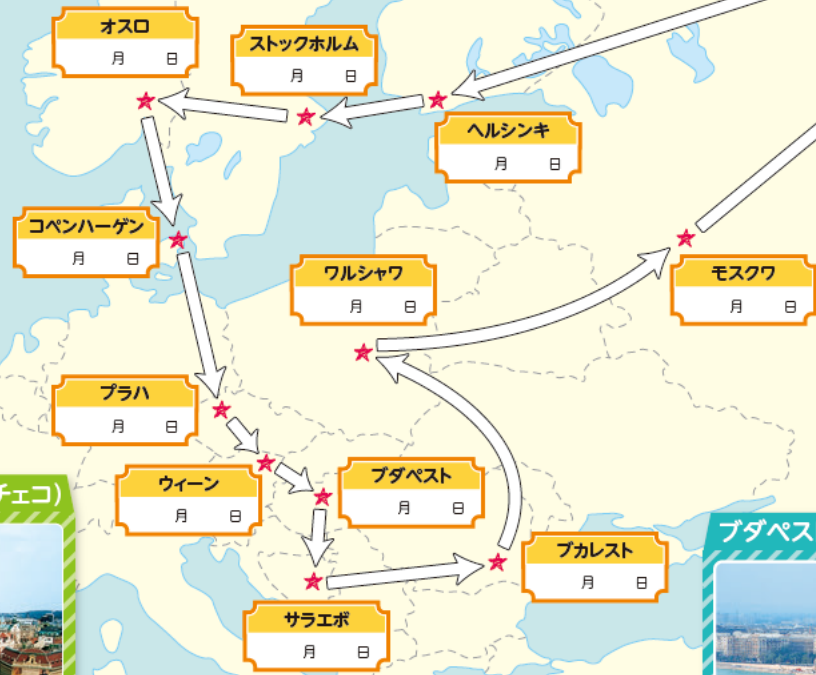 オスロ
月 日
ストックホルム
月 日
ヘルシンキ
月 日
コペンハーゲン
月 日
ワルシャワ
月 日
モスクワ
月 日
プラハ
月 日
ウィーン
月 日
ブダペスト
月 日
ブカレスト
月 日
サラエボ
月 日
チェコ)
ブダペス